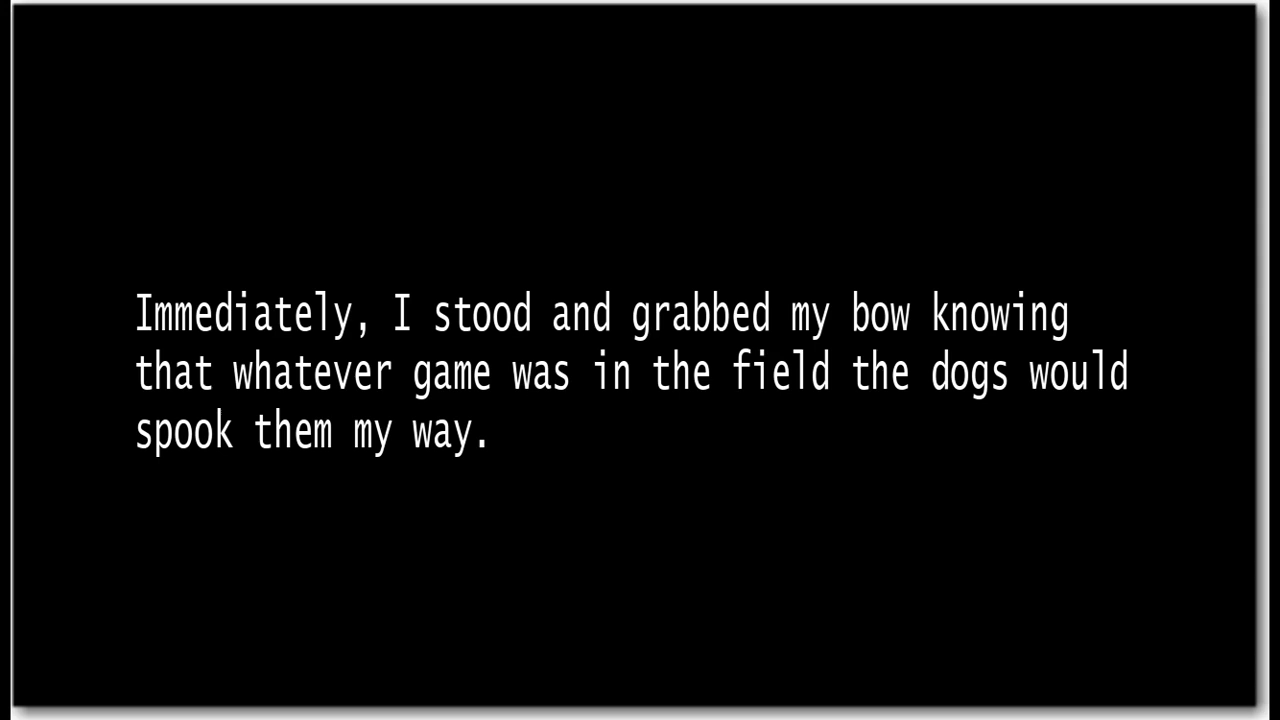 Immediately, I stood and grabbed my bow knowing
that whatever game was in the field the dogs would
spook them my way.